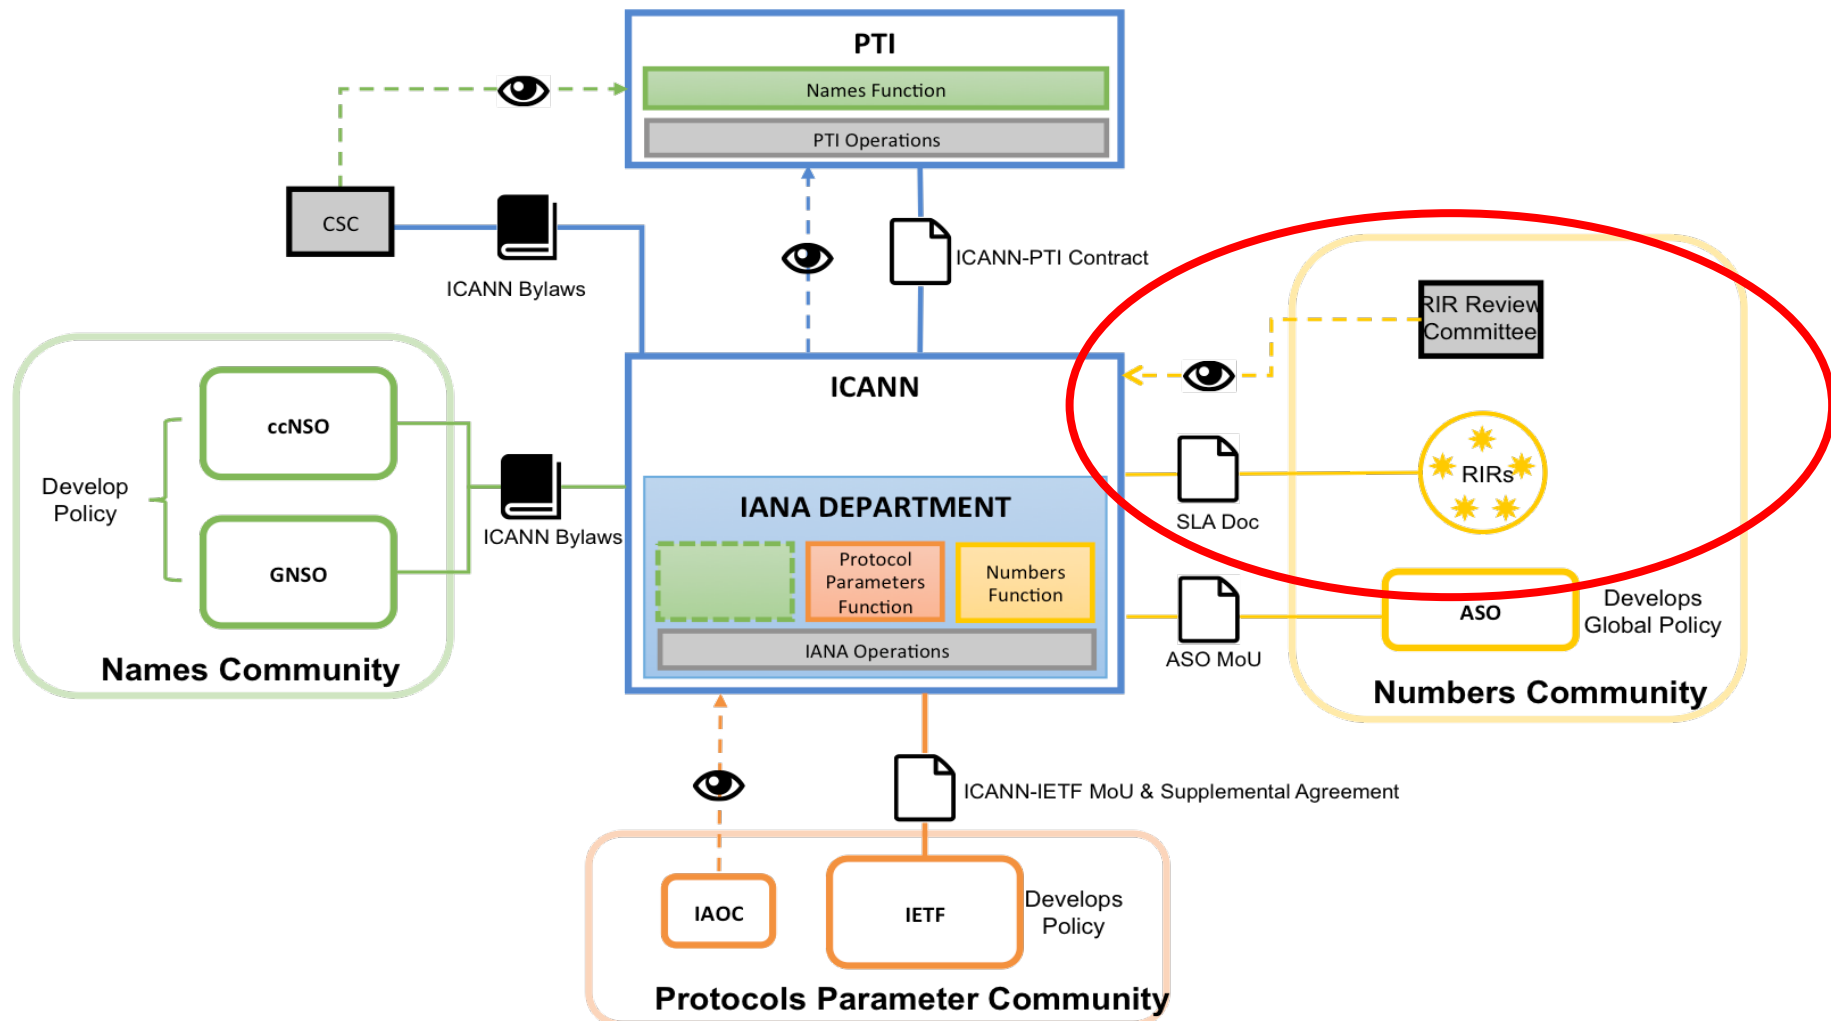 PTI
Names Function
PTI Operations
CSC
ICANN Bylaws
ICANN-PTI Contract
RIR Review
Committee
ICANN
ccNSO
Develop
Policy
GNSO
ICANN Bylaws
Names Community
IANA DEPARTMENT
Protocol
Parameters
Function
Numbers
Function
IANA Operations
RIRs
SLA Doc
ASO
Develops
Global Policy
ASO MoU
Numbers Community
ICANN-IETF MoU & Supplemental Agreement
IAOC
IETF
Develops
Policy
Protocols Parameter Community